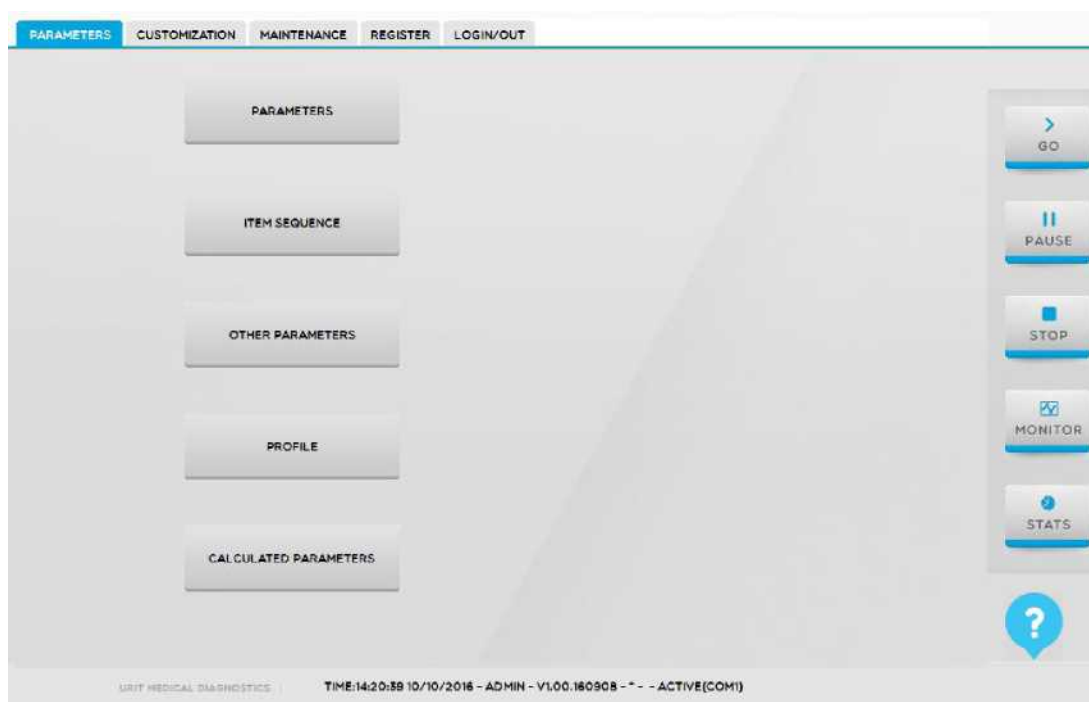 PARAMETERS CUSTOMIZATION MAINTENANCE REGISTER LOGIN/OUT
PARAMETERS
ITEM SEQUENCE
OTHER PARAMETERS
PROFILE
CALCULATED PARAMETERS
GO
PAUSE
STOP
MONITOR
STATS
?
URIT MEDICAL DIAGNOSTICS | TIME:14:20:39 10/10/2016 - ADMIN - V1.00.160908 - * - - ACTIVE(COM1)